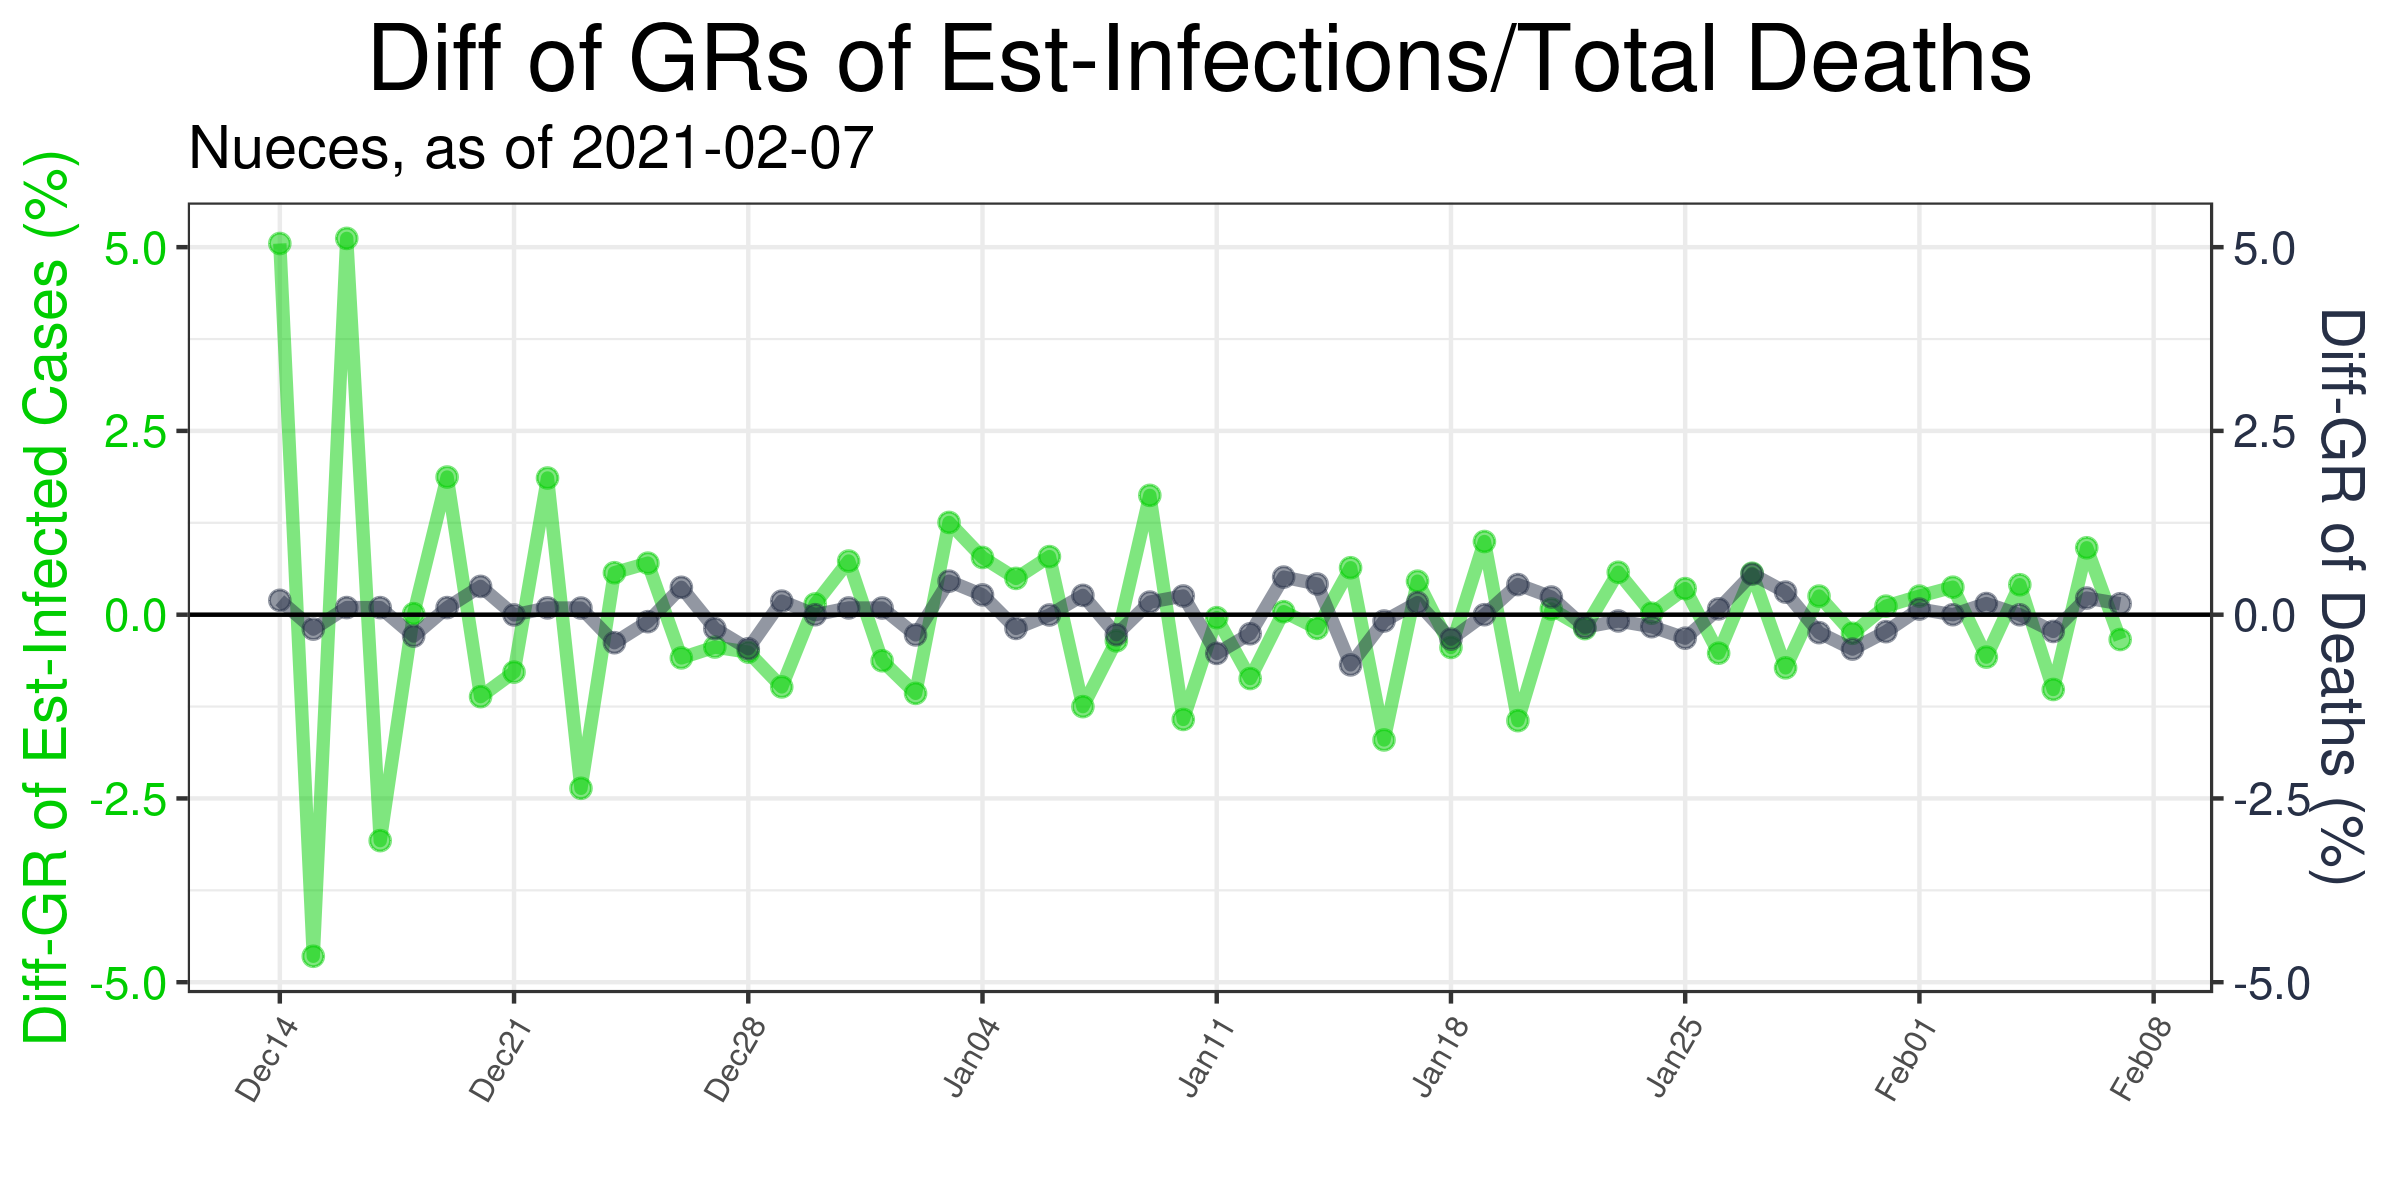 Diff of GRs of Est-Infections/Total Deaths
Nueces, as of 2021-02-07
Diff-GR of Est-Infected Cases (%)
5.0
2.5
0.0
-2.5
-5.0
5.0
2.5
0.0
-2.5
-5.0
Diff-GR of Deaths (%)
Dec14
Dec21
Dec28
Jan04
Jan11
Jan18
Jan25
Feb01
Feb08